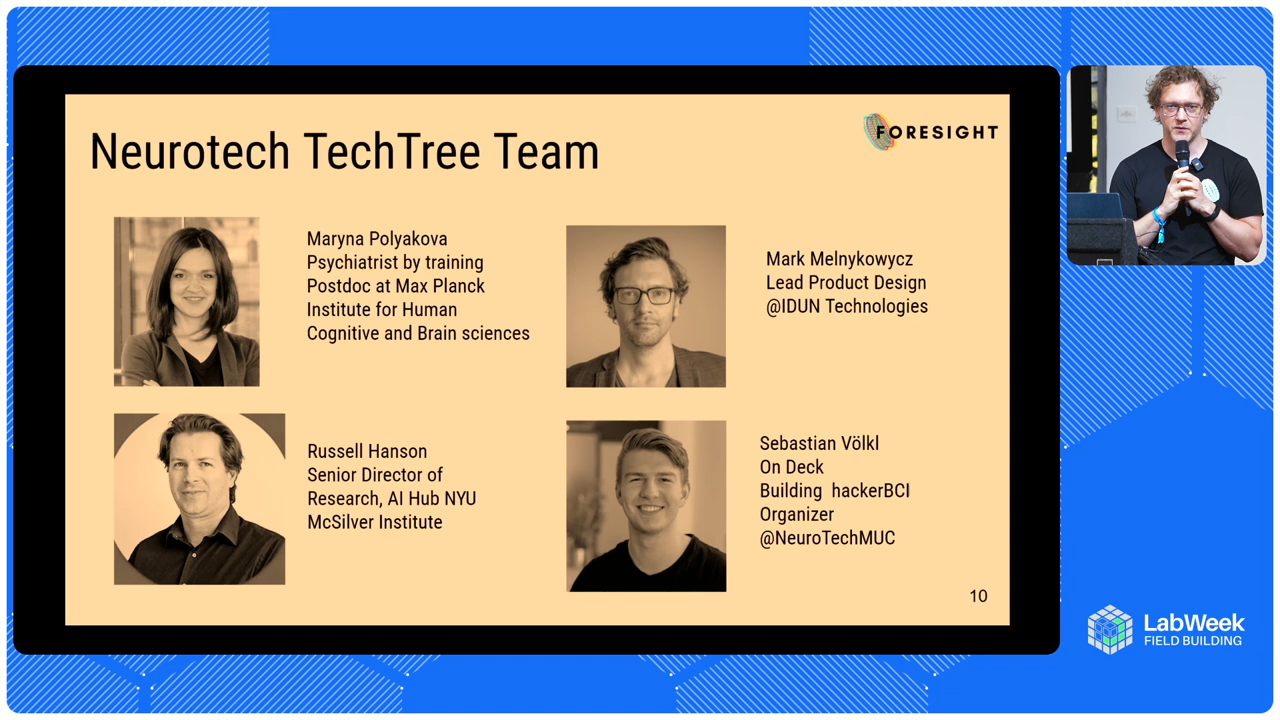 Neurotech TechTree Team
FORESIGHT
Maryna Polyakova
Psychiatrist by training
Postdoc at Max Planck
Institute for Human
Cognitive and Brain sciences
Mark Melnykowycz
Lead Product Design
@IDUN Technologies
Russell Hanson
Senior Director of
Research, AI Hub NYU
McSilver Institute
Sebastian Völkl
On Deck
Building hackerBCI
Organizer
@NeuroTechMUC
10
LabWeek
FIELD BUILDING